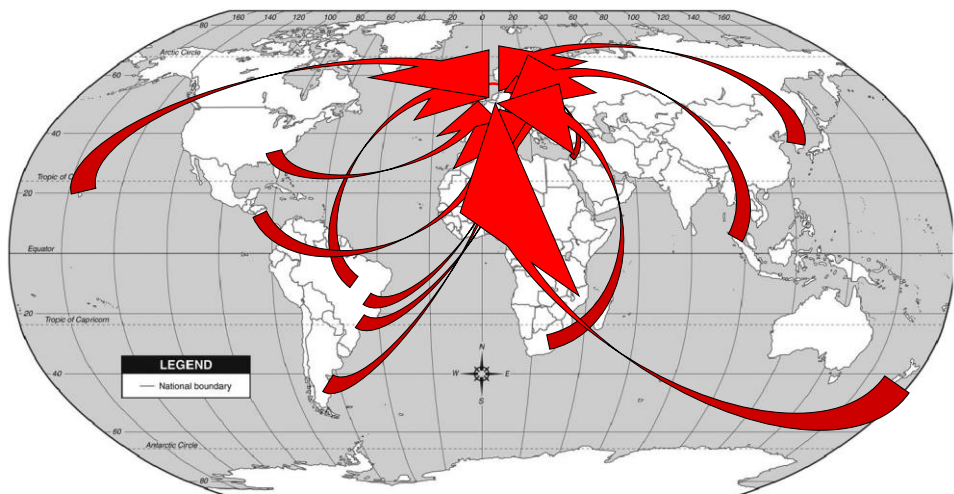 160 140 120 100 80 60 40 20 0 20 40 60 80 100 120 140 160
80 80
Arctic Circle
60
40
Tropic of C
20
Equator
0
20
Tropic of Capricorn
N
LEGEND
National boundary
40 W E
S
60
Antarctic Circle
80